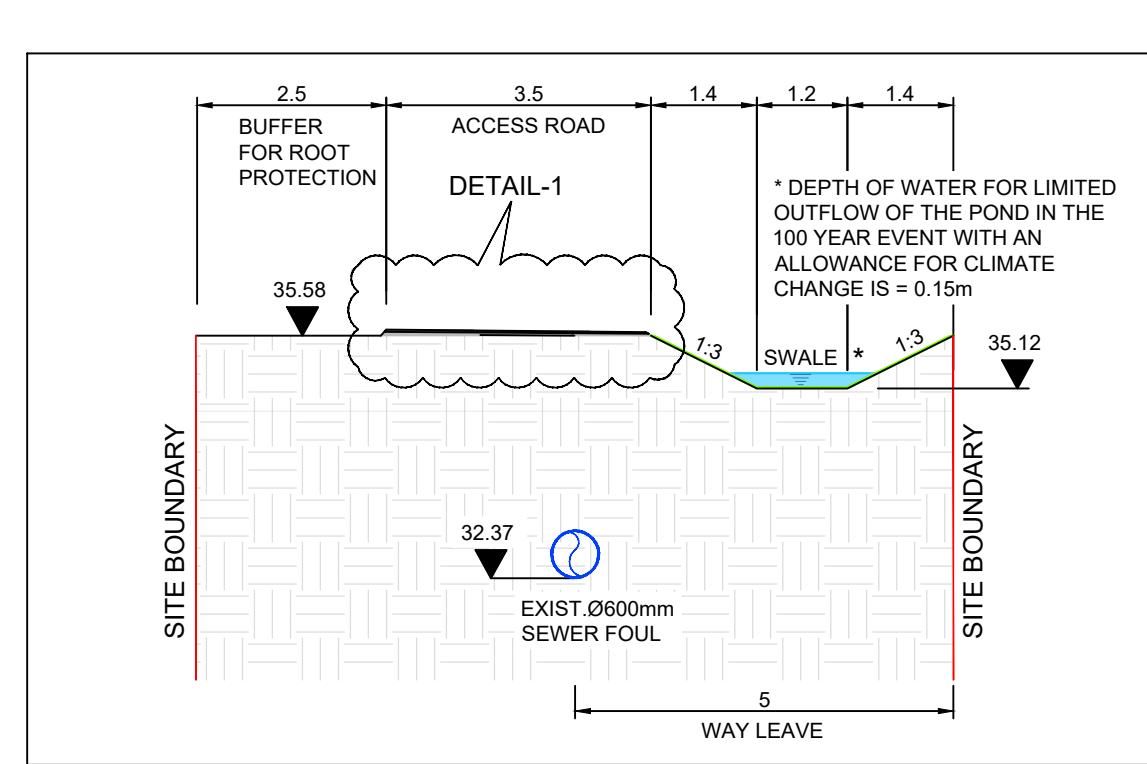 2.5
3.5
1.4
1.2
1.4
BUFFER
FOR ROOT
PROTECTION
ACCESS ROAD
DETAIL-1
* DEPTH OF WATER FOR LIMITED
OUTFLOW OF THE POND IN THE
100 YEAR EVENT WITH AN
ALLOWANCE FOR CLIMATE
CHANGE IS = 0.15m
35.58
1:3
SWALE *
1:3
35.12
SITE BOUNDARY
SITE BOUNDARY
32.37
EXIST.Ø600mm
SEWER FOUL
5
WAY LEAVE